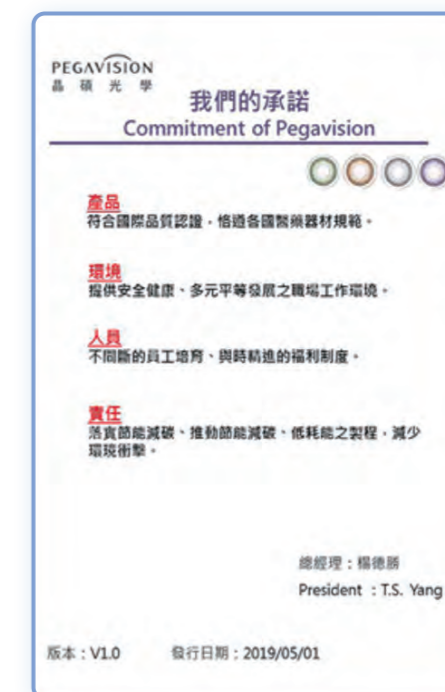 PEGAVISION
晶碩光學
我們的承諾
Commitment of Pegavision
產品
符合國際品質認證，恪遵各國醫藥器材規範。
環境
提供安全健康、多元平等發展之職場工作環境。
人員
不間斷的員工培育、與時精進的福利制度。
責任
落實節能減碳、推動節能減碳、低耗能之製程，減少
環境衝擊。
總經理：楊德勝
President ：T.S. Yang
版本：V1.0 發行日期：2019/05/01